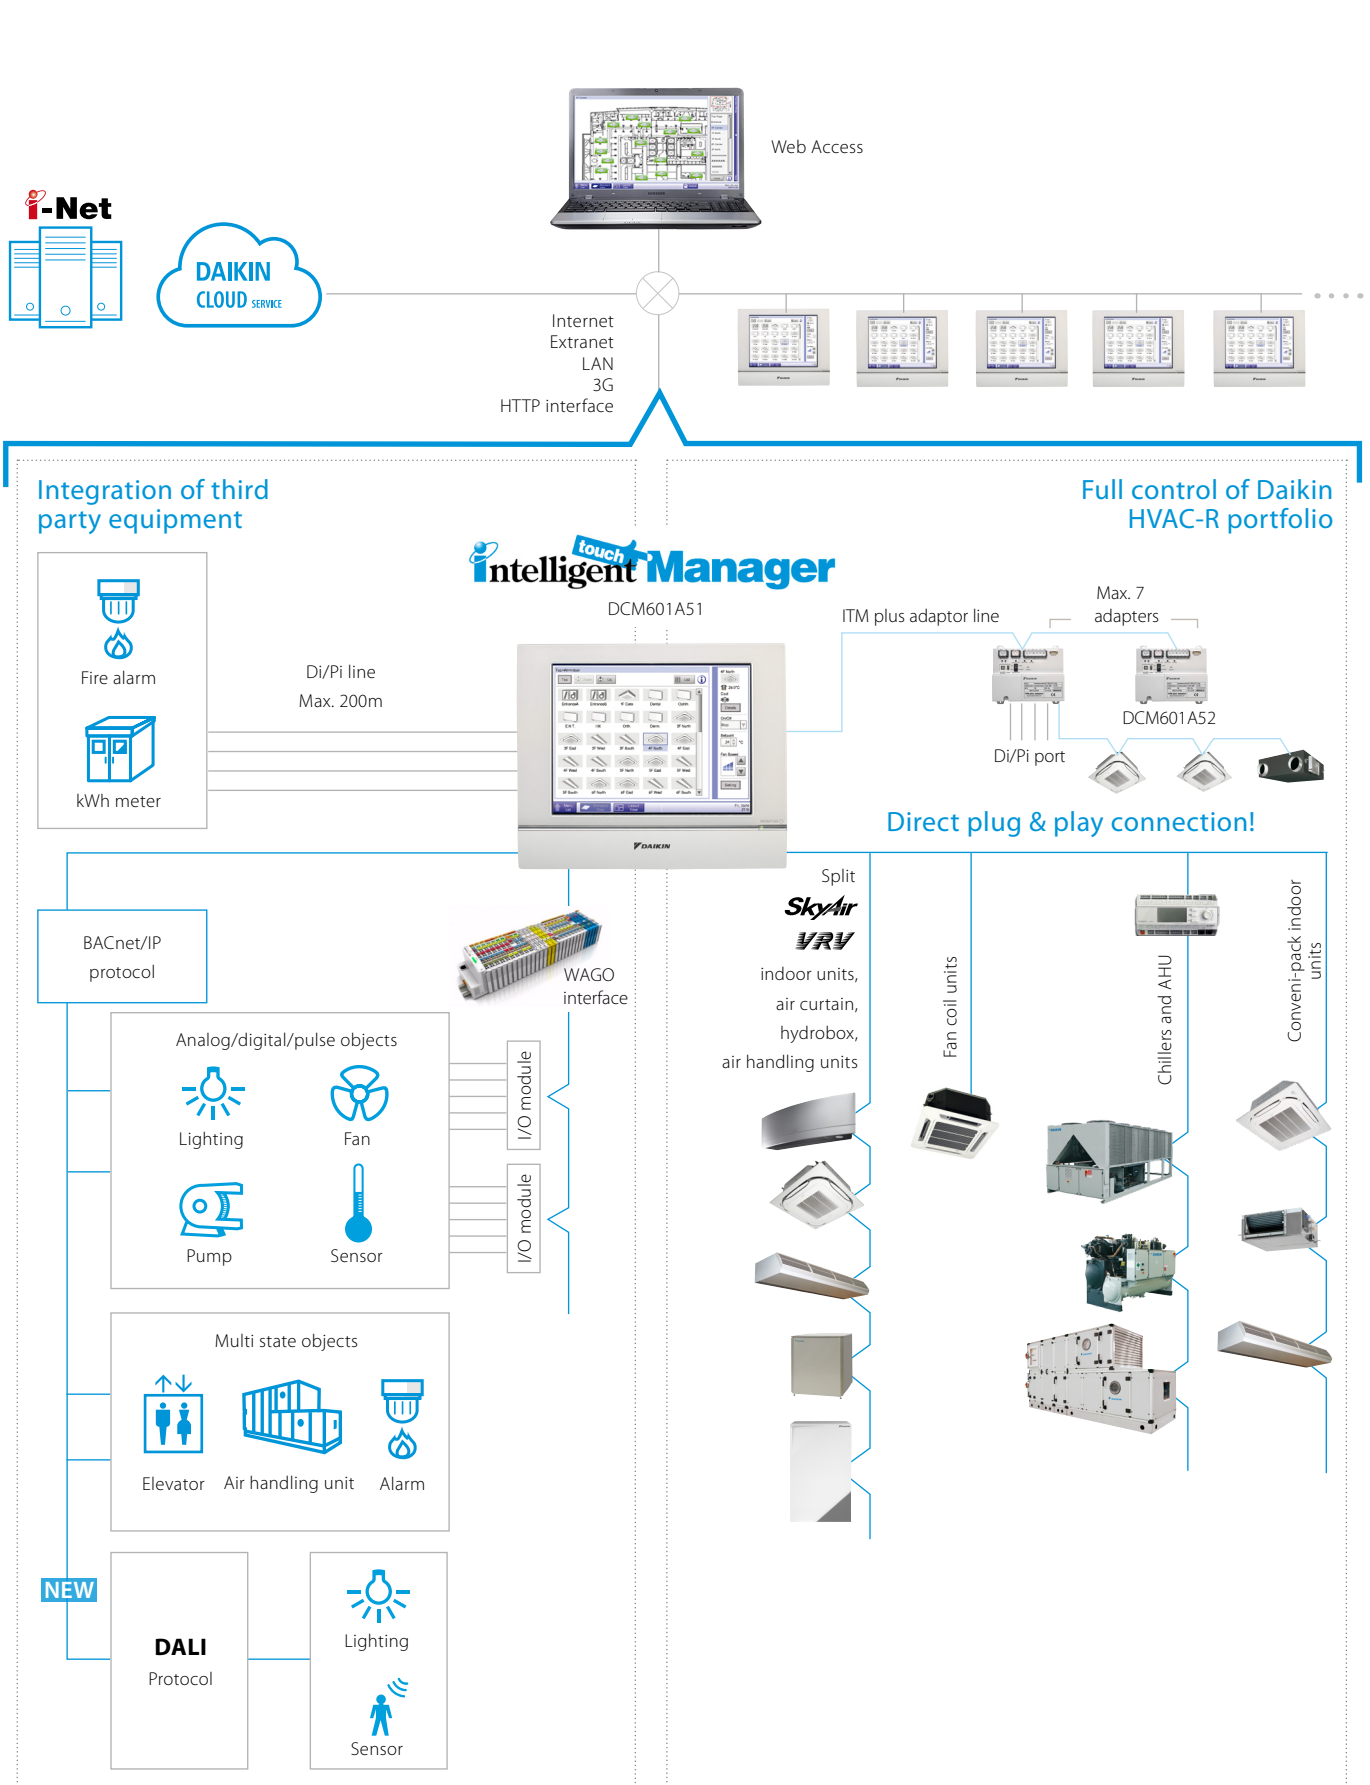 Web Access
i-Net
DAIKIN
CLOUD SERVICE
Internet
Extranet
LAN
3G
HTTP interface
Integration of third
party equipment
Full control of Daikin
HVAC-R portfolio
intelligent touch Manager
DCM601A51
Fire alarm
kWh meter
Di/Pi line
Max. 200m
ITM plus adaptor line
Max. 7
adapters
DCM601A52
Di/Pi port
DAIKIN
Direct plug & play connection!
BACnet/IP
protocol
WAGO
interface
Analog/digital/pulse objects
Lighting
Fan
Pump
Sensor
I/O module
I/O module
Multi state objects
Elevator
Air handling unit
Alarm
NEW
DALI
Protocol
Lighting
Sensor
Split
SkyAir
VRV
indoor units,
air curtain,
hydrobox,
air handling units
Fan coil units
Chillers and AHU
Conveni-pack indoor
units